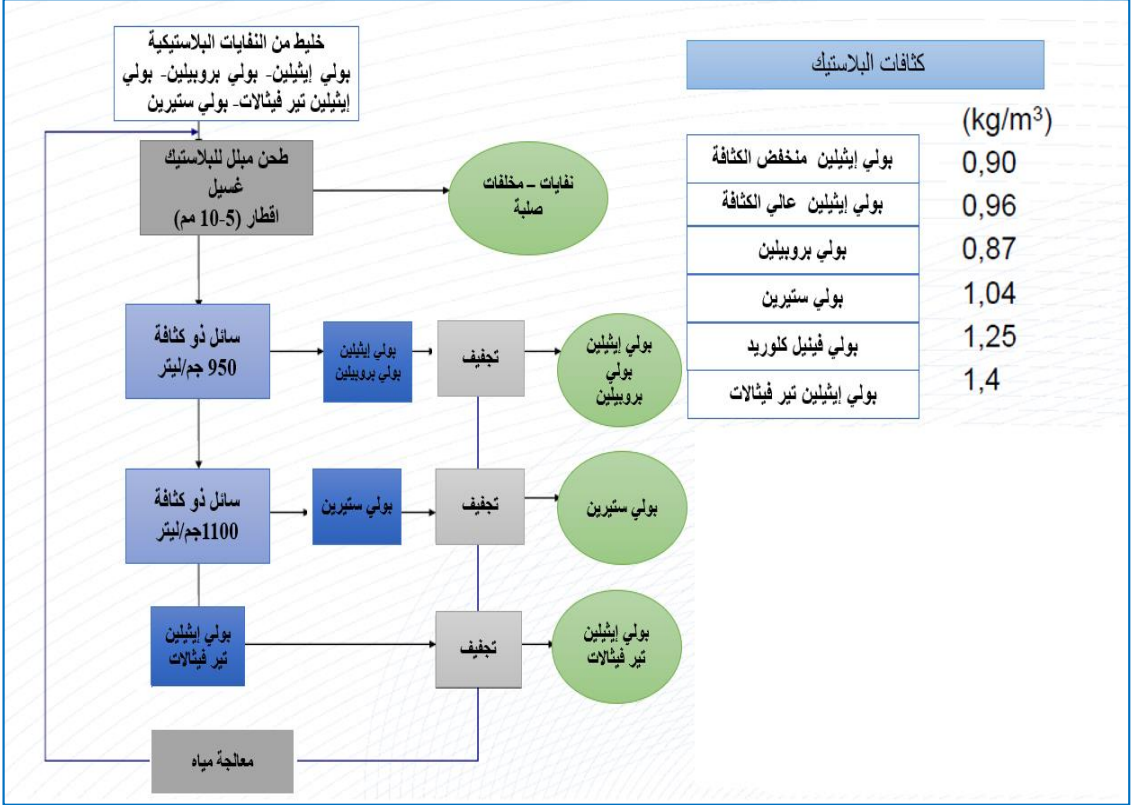 خليط من النفايات البلاستيكية
بولي إيثيلين- بولي بروبيلين- بولي
إيثيلين تير فيثالات- بولي ستيرين
طحن مبلل للبلاستيك
غسيل
اقطار (5-10 مم)
نفايات – مخلفات
صلبة
سائل ذو كثافة
950 جم/ليتر
بولي إيثيلين
بولي بروبيلين
تجفيف
بولي إيثيلين
بولي
بروبيلين
سائل ذو كثافة
1100جم/ليتر
بولي ستيرين
تجفيف
بولي ستيرين
بولي إيثيلين
تير فيثالات
تجفيف
بولي إيثيلين
تير فيثالات
معالجة مياه
كثافات البلاستيك
(kg/m³)
بولي إيثيلين منخفض الكثافة 0,90
بولي إيثيلين عالي الكثافة 0,96
بولي بروبيلين 0,87
بولي ستيرين 1,04
بولي فينيل كلوريد 1,25
بولي إيثيلين تير فيثالات 1,4